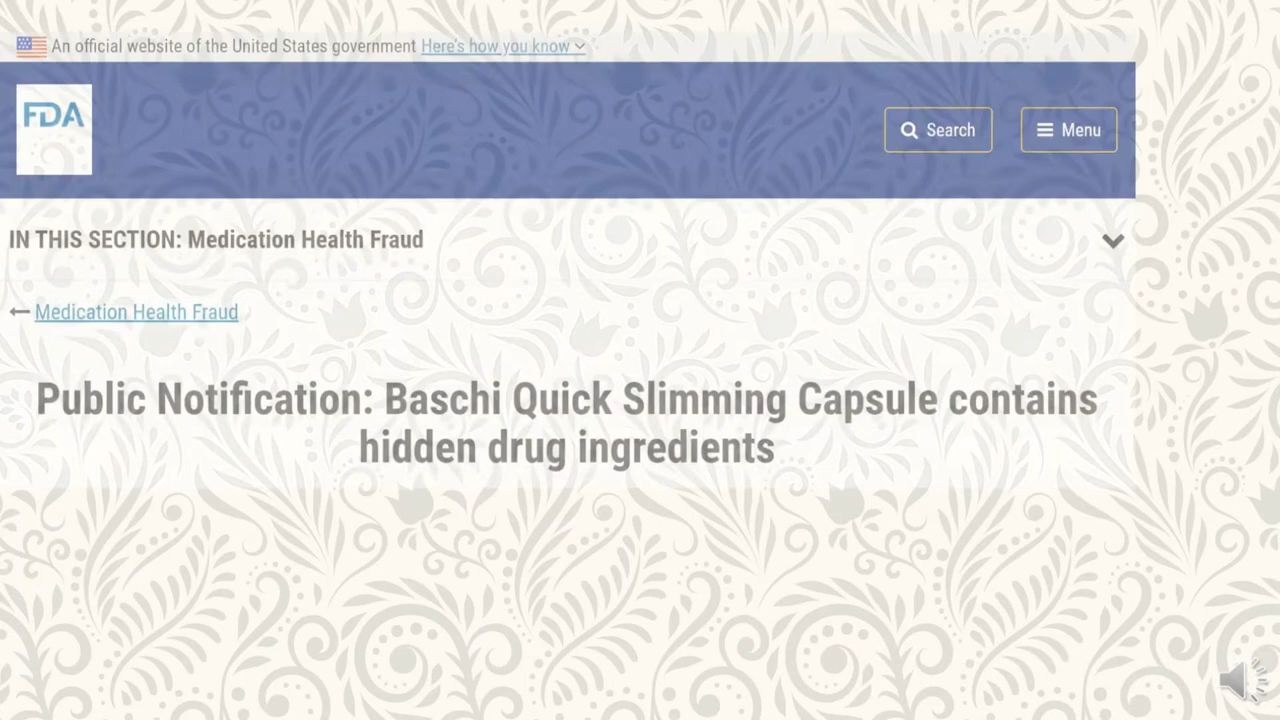 An official website of the United States government Here's how you know
FDA
Search
Menu
IN THIS SECTION: Medication Health Fraud
Medication Health Fraud
Public Notification: Baschi Quick Slimming Capsule contains
hidden drug ingredients